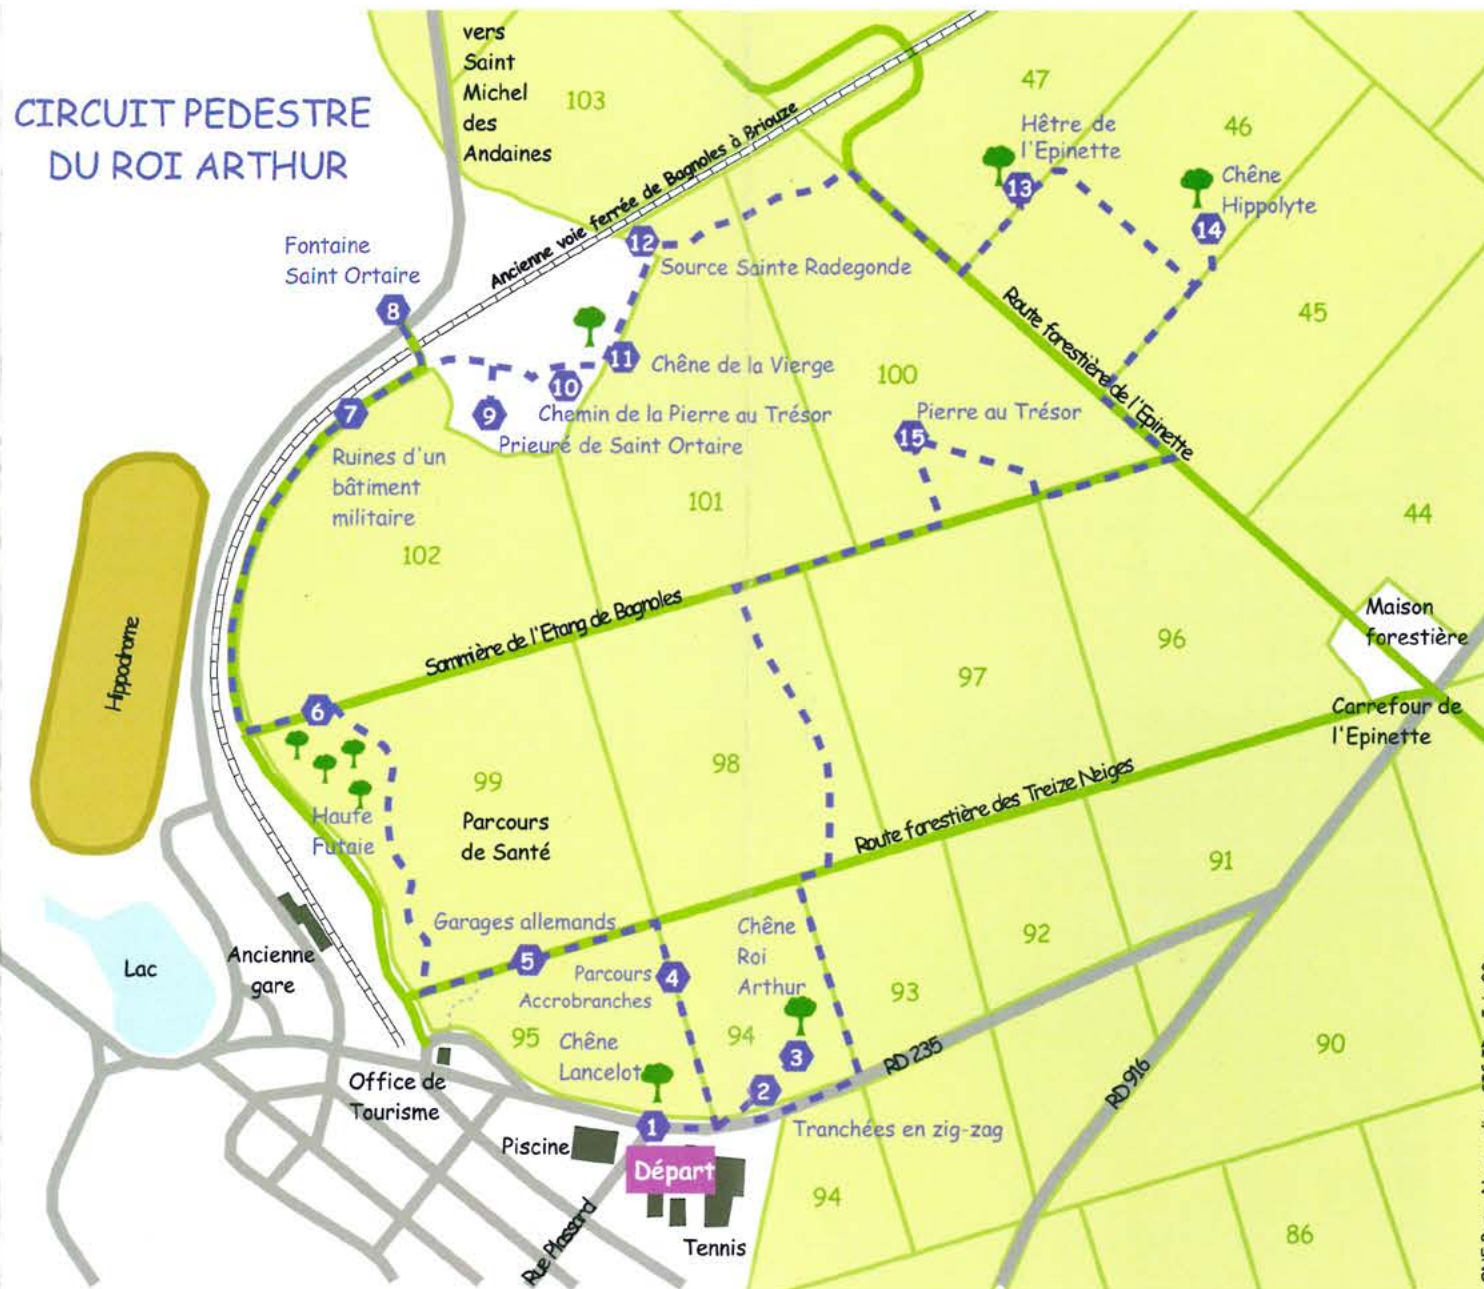 CIRCUIT PEDESTRE
DU ROI ARTHUR
vers
Saint
Michel
des
Andaines
103
47
46
Hêtre de
l'Epinette
13
Chêne
Hippolyte
14
Ancienne voie ferrée de Bagnoles à Briouze
Fontaine
Saint Ortaire
8
12
Source Sainte Radegonde
45
Route forestière de l'Epinette
11
Chêne de la Vierge
100
10
9
Chemin de la Pierre au Trésor
Prieuré de Saint Ortaire
7
Ruines d'un
bâtiment
militaire
Pierre au Trésor
15
101
44
102
Hippodrome
Sommière de l'Etang de Bagnoles
Maison
forestière
96
97
Carrefour de
l'Epinette
6
Haute
Futaie
99
98
Parcours
de Santé
Route forestière des Treize Neiges
91
Garages allemands
5
Parcours
Accrobranches
4
Chêne
Roi
Arthur
92
93
Lac
Ancienne
gare
95
Chêne
Lancelot
94
3
2
RD 235
90
RD 916
Office de
Tourisme
1
Tranchées en zig-zag
Piscine
Départ
94
86
Tennis
Rue Plassard